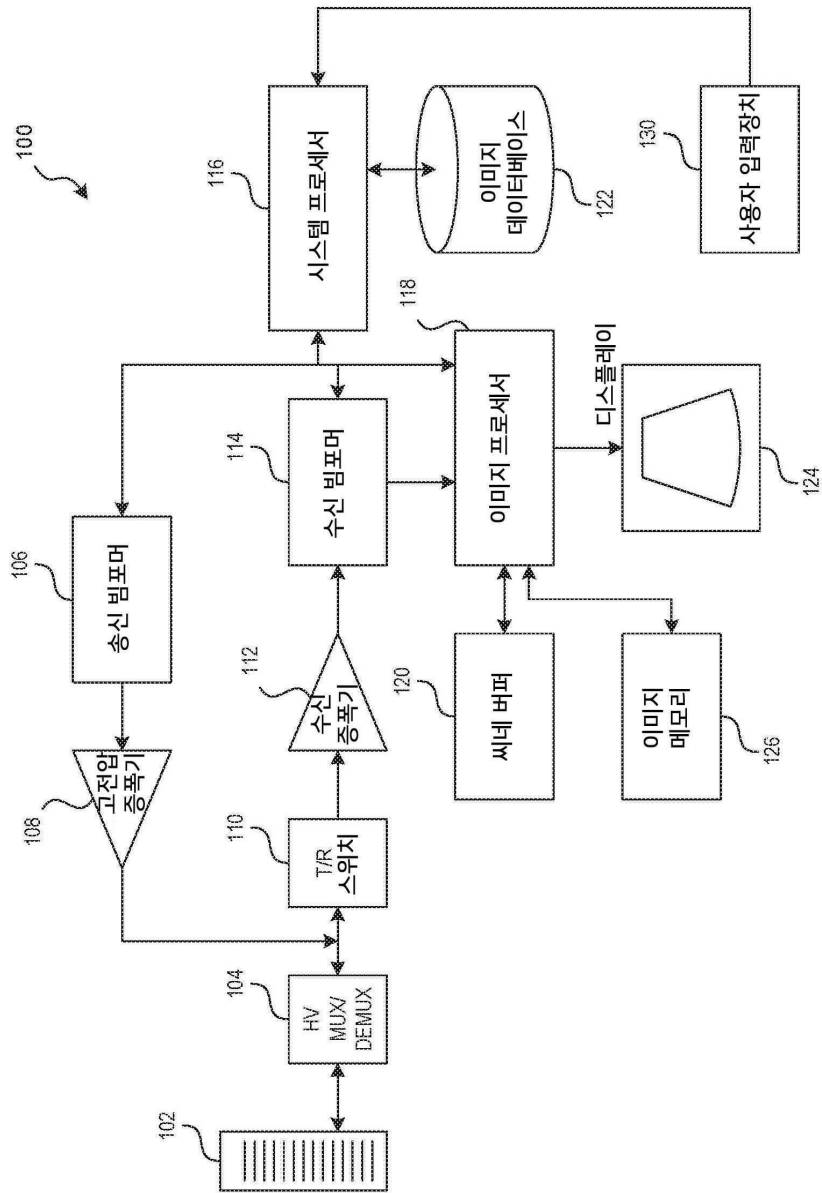 100
102
104
HV
MUX/
DEMUX
106
송신 빔포머
108
고전압
증폭기
110
T/R
스위치
112
수신
증폭기
114
수신 빔포머
116
시스템 프로세서
118
이미지 프로세서
120
씨네 버퍼
이미지
데이터베이스
122
디스플레이
124
이미지
메모리
126
130
사용자 입력장치